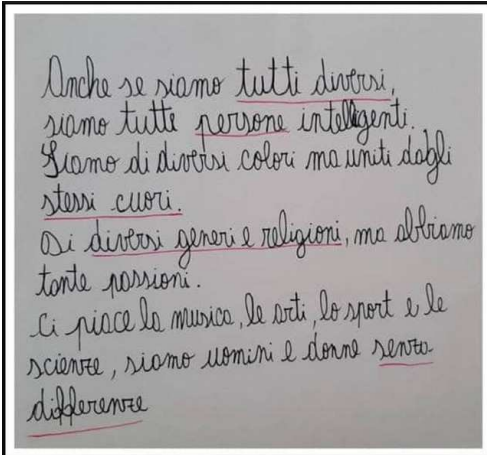 Anche se siamo tutti diversi,
siamo tutte persone intelligenti.
Siamo di diversi colori ma uniti dagli
stessi cuori.
Di diversi generi e religioni, ma abbiamo
tante passioni.
Ci piace la musica, le arti, lo sport e le
scienze, siamo uomini e donne senza
differenze